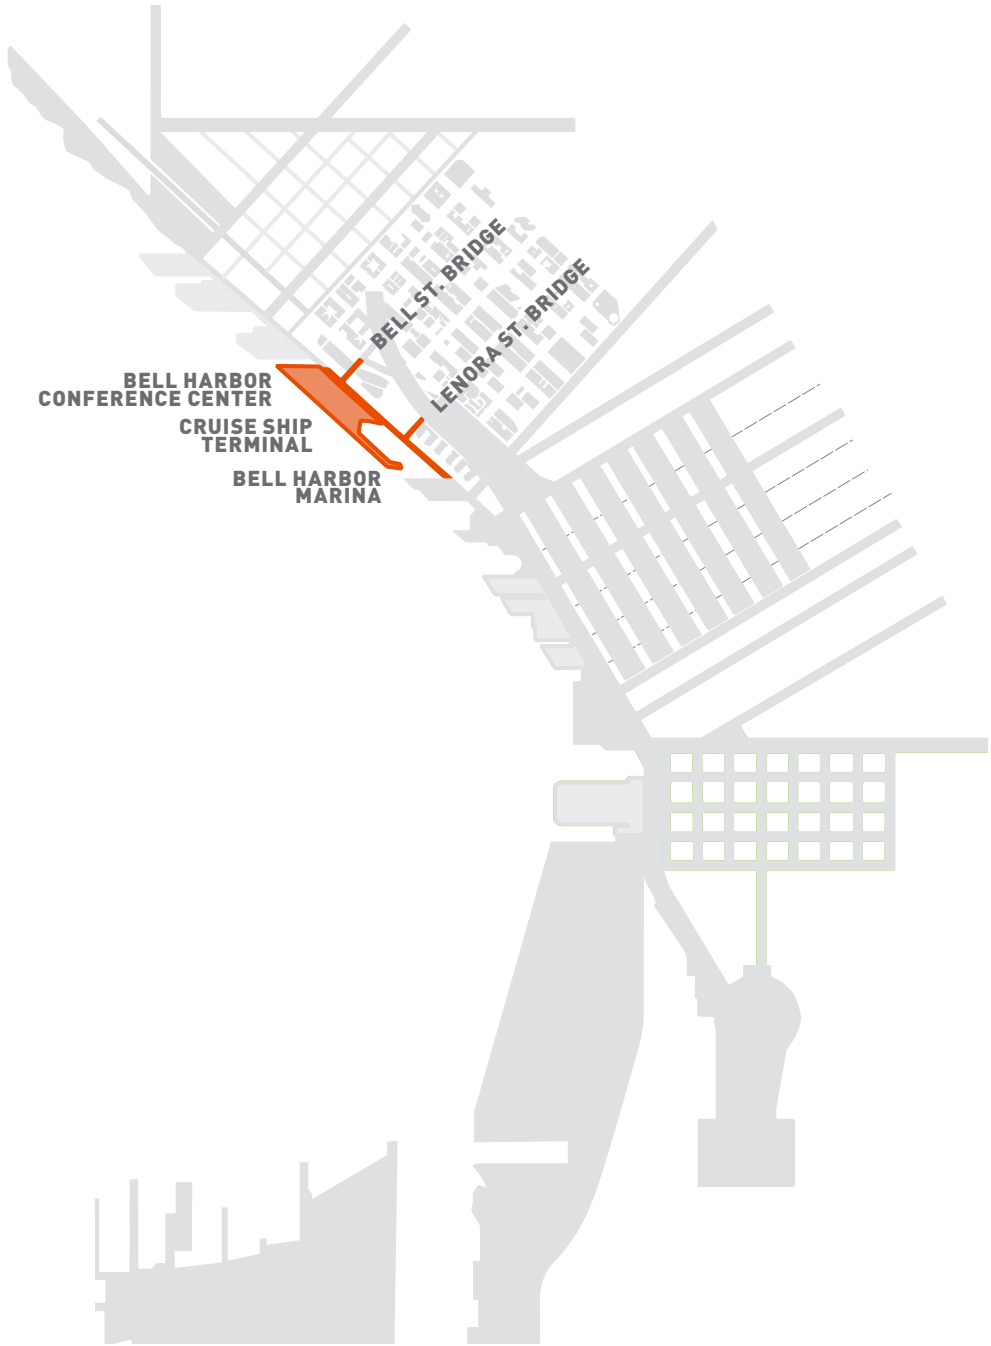 BELL ST. BRIDGE
LENORA ST. BRIDGE
BELL HARBOR
CONFERENCE CENTER
CRUISE SHIP
TERMINAL
BELL HARBOR
MARINA